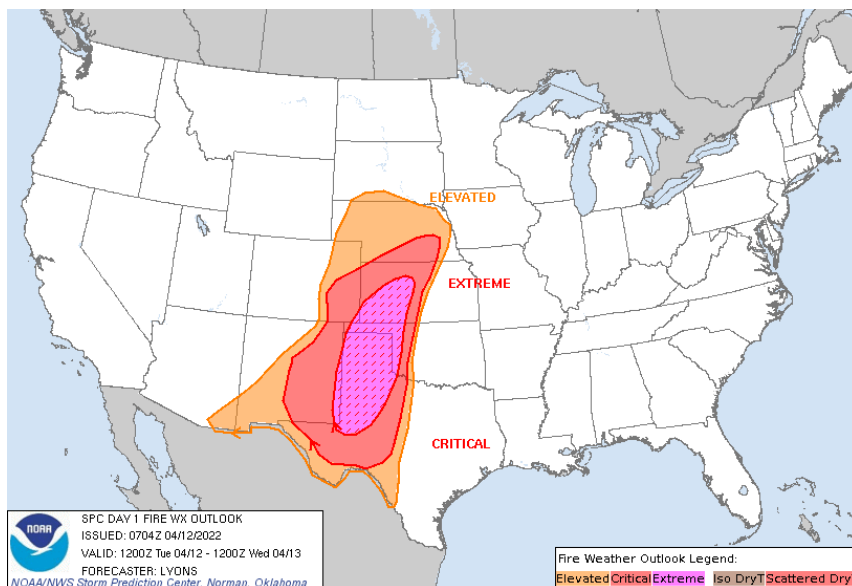 ELEVATED
EXTREME
CRITICAL
NOAA
SPC DAY 1 FIRE WX OUTLOOK
ISSUED: 0704Z 04/12/2022
VALID: 1200Z Tue 04/12 - 1200Z Wed 04/13
FORECASTER: LYONS
NOAA/NWS Storm Prediction Center, Norman, Oklahoma
Fire Weather Outlook Legend:
Elevated Critical Extreme Iso DryT Scattered Dry